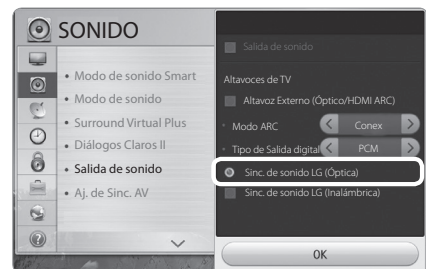 SONIDO
• Modo de sonido Smart
• Modo de sonido
• Surround Virtual Plus
• Diálogos Claros II
• Salida de sonido
• Aj. de Sinc. AV
Salida de sonido
Altavoces de TV
Altavoz Externo (Óptico/HDMI ARC)
• Modo ARC < Conex >
• Tipo de Salida digital < PCM >
Sinc. de sonido LG (Óptica)
Sinc. de sonido LG (Inalámbrica)
OK